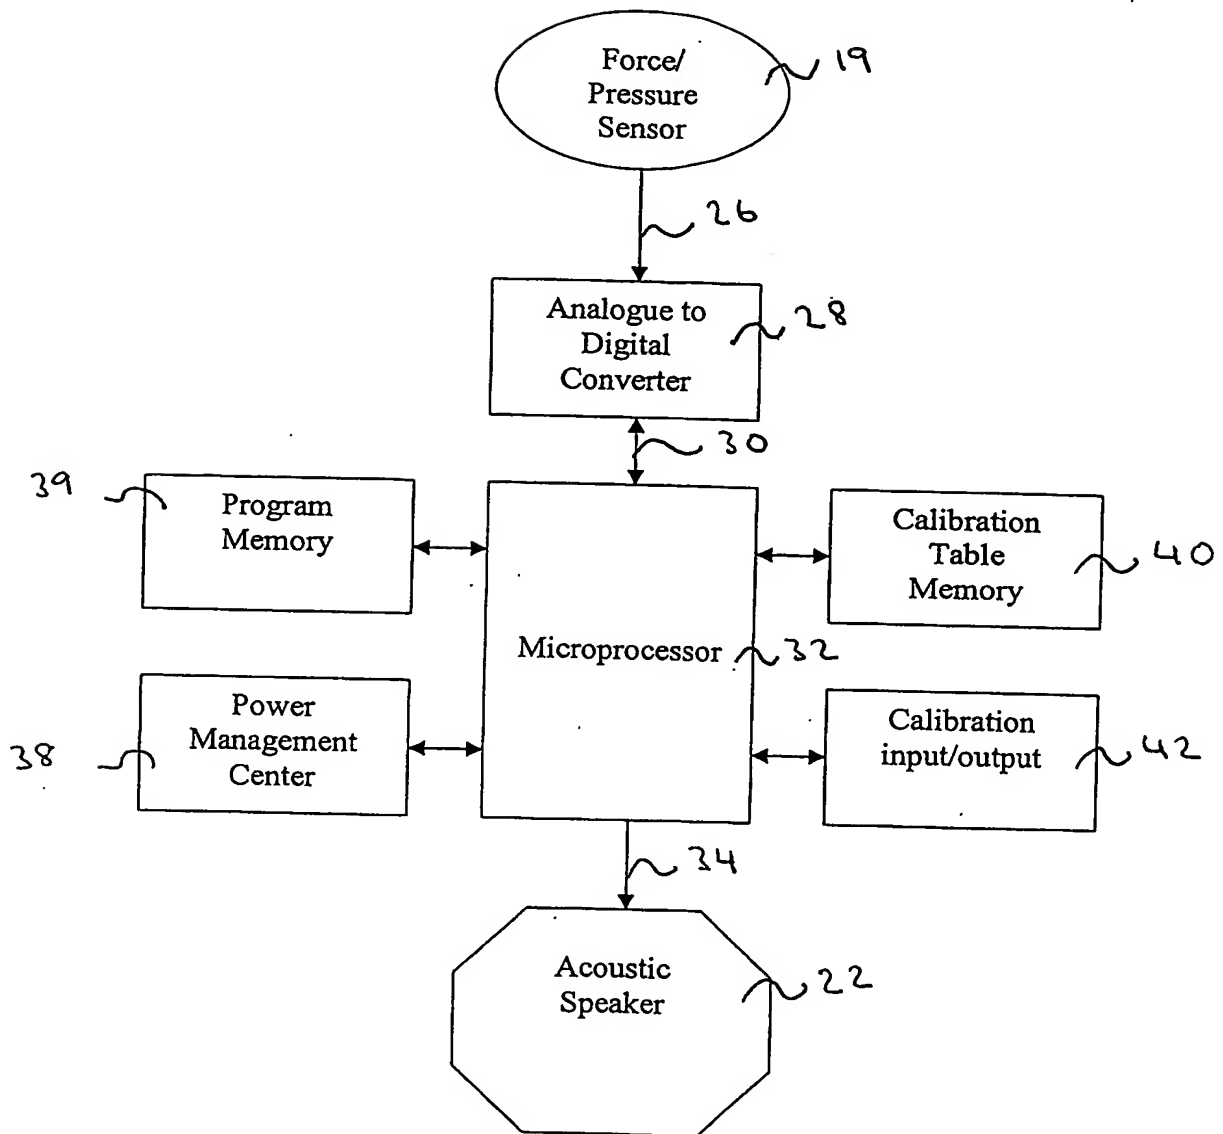 Force/
Pressure
Sensor
19
26
Analogue to
Digital
Converter
28
30
39
Program
Memory
Calibration
Table
Memory
40
Microprocessor
32
Power
Management
Center
38
Calibration
input/output
42
34
Acoustic
Speaker
22